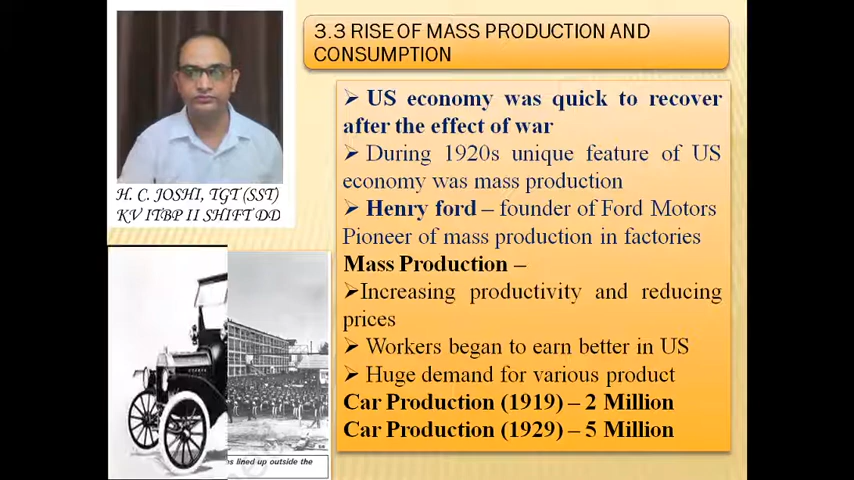 3.3 RISE OF MASS PRODUCTION AND
CONSUMPTION
H. C. JOSHI, TGT (SST)
KV ITBP II SHIFT DD
➢ US economy was quick to recover
after the effect of war
➢ During 1920s unique feature of US
economy was mass production
➢ Henry ford – founder of Ford Motors
Pioneer of mass production in factories
Mass Production –
➢Increasing productivity and reducing
prices
➢ Workers began to earn better in US
➢ Huge demand for various product
Car Production (1919) – 2 Million
Car Production (1929) – 5 Million
lined up outside the